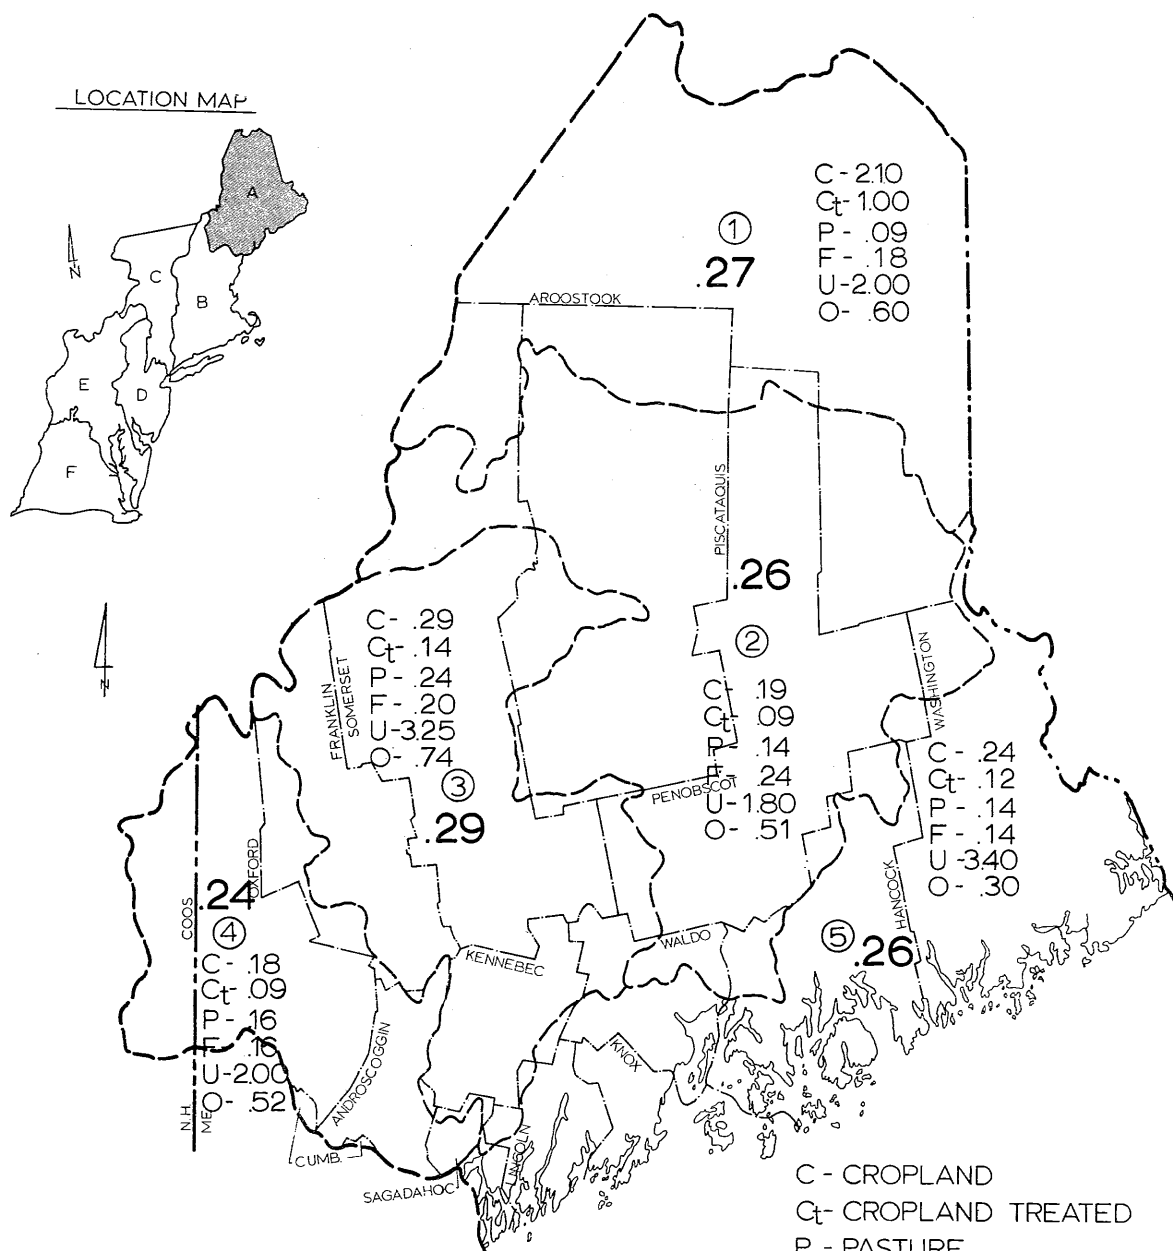 LOCATION MAP
A
N
C
B
E
D
F
C - 2.10
Ct - 1.00
P - .09
F - .18
U - 2.00
O - .60
①
.27
AROOSTOOK
PISCATAQUIS
.26
②
C - .19
Ct - .09
P - .14
F - .24
U - 1.80
O - .51
PENOBSCOT
N
C - .29
Ct - .14
P - .24
F - .20
U - 3.25
O - .74
③
.29
FRANKLIN
SOMERSET
WASHINGTON
C - .24
Ct - .12
P - .14
F - .14
U - 3.40
O - .30
HANCOCK
⑤
.26
OXFORD
COOS
.24
④
C - .18
Ct - .09
P - .16
F - .16
U - 2.00
O - .52
N.H.
ME.
KENNEBEC
WALDO
KNOX
ANDROSCOGGIN
CUMB.
LINCOLN
SAGADAHOC
C - CROPLAND
Ct - CROPLAND TREATED
P - PASTURE